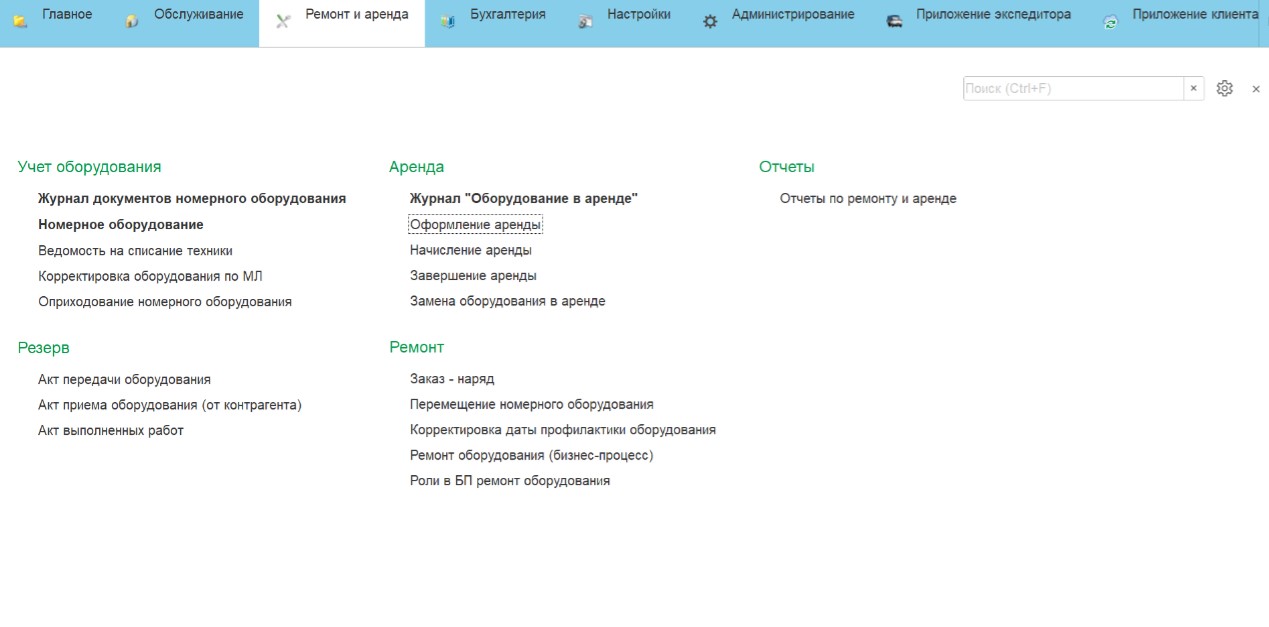 Главное
Обслуживание
Ремонт и аренда
Бухгалтерия
Настройки
Администрирование
Приложение экспедитора
Приложение клиента
Поиск (Ctrl+F)
Учет оборудования
Журнал документов номерного оборудования
Номерное оборудование
Ведомость на списание техники
Корректировка оборудования по МЛ
Оприходование номерного оборудования
Резерв
Акт передачи оборудования
Акт приема оборудования (от контрагента)
Акт выполненных работ
Аренда
Журнал "Оборудование в аренде"
Оформление аренды
Начисление аренды
Завершение аренды
Замена оборудования в аренде
Ремонт
Заказ - наряд
Перемещение номерного оборудования
Корректировка даты профилактики оборудования
Ремонт оборудования (бизнес-процесс)
Роли в БП ремонт оборудования
Отчеты
Отчеты по ремонту и аренде